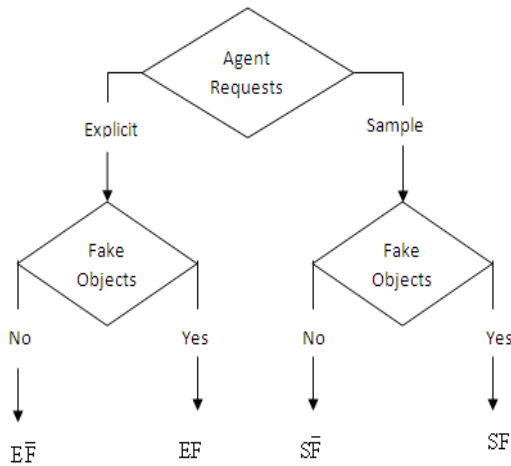 Agent
Requests
Explicit
Sample
Fake
Objects
Fake
Objects
No
Yes
No
Yes
EF̅
EF
SF̅
SF